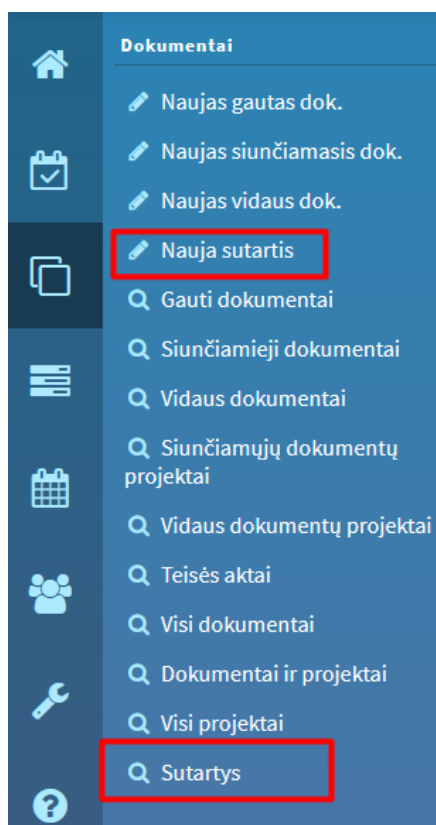 Dokumentai
Naujas gautas dok.
Naujas siunčiamasis dok.
Naujas vidaus dok.
Nauja sutartis
Gauti dokumentai
Siunčiamieji dokumentai
Vidaus dokumentai
Siunčiamųjų dokumentų
projektai
Vidaus dokumentų projektai
Teisės aktai
Visi dokumentai
Dokumentai ir projektai
Visi projektai
Sutartys